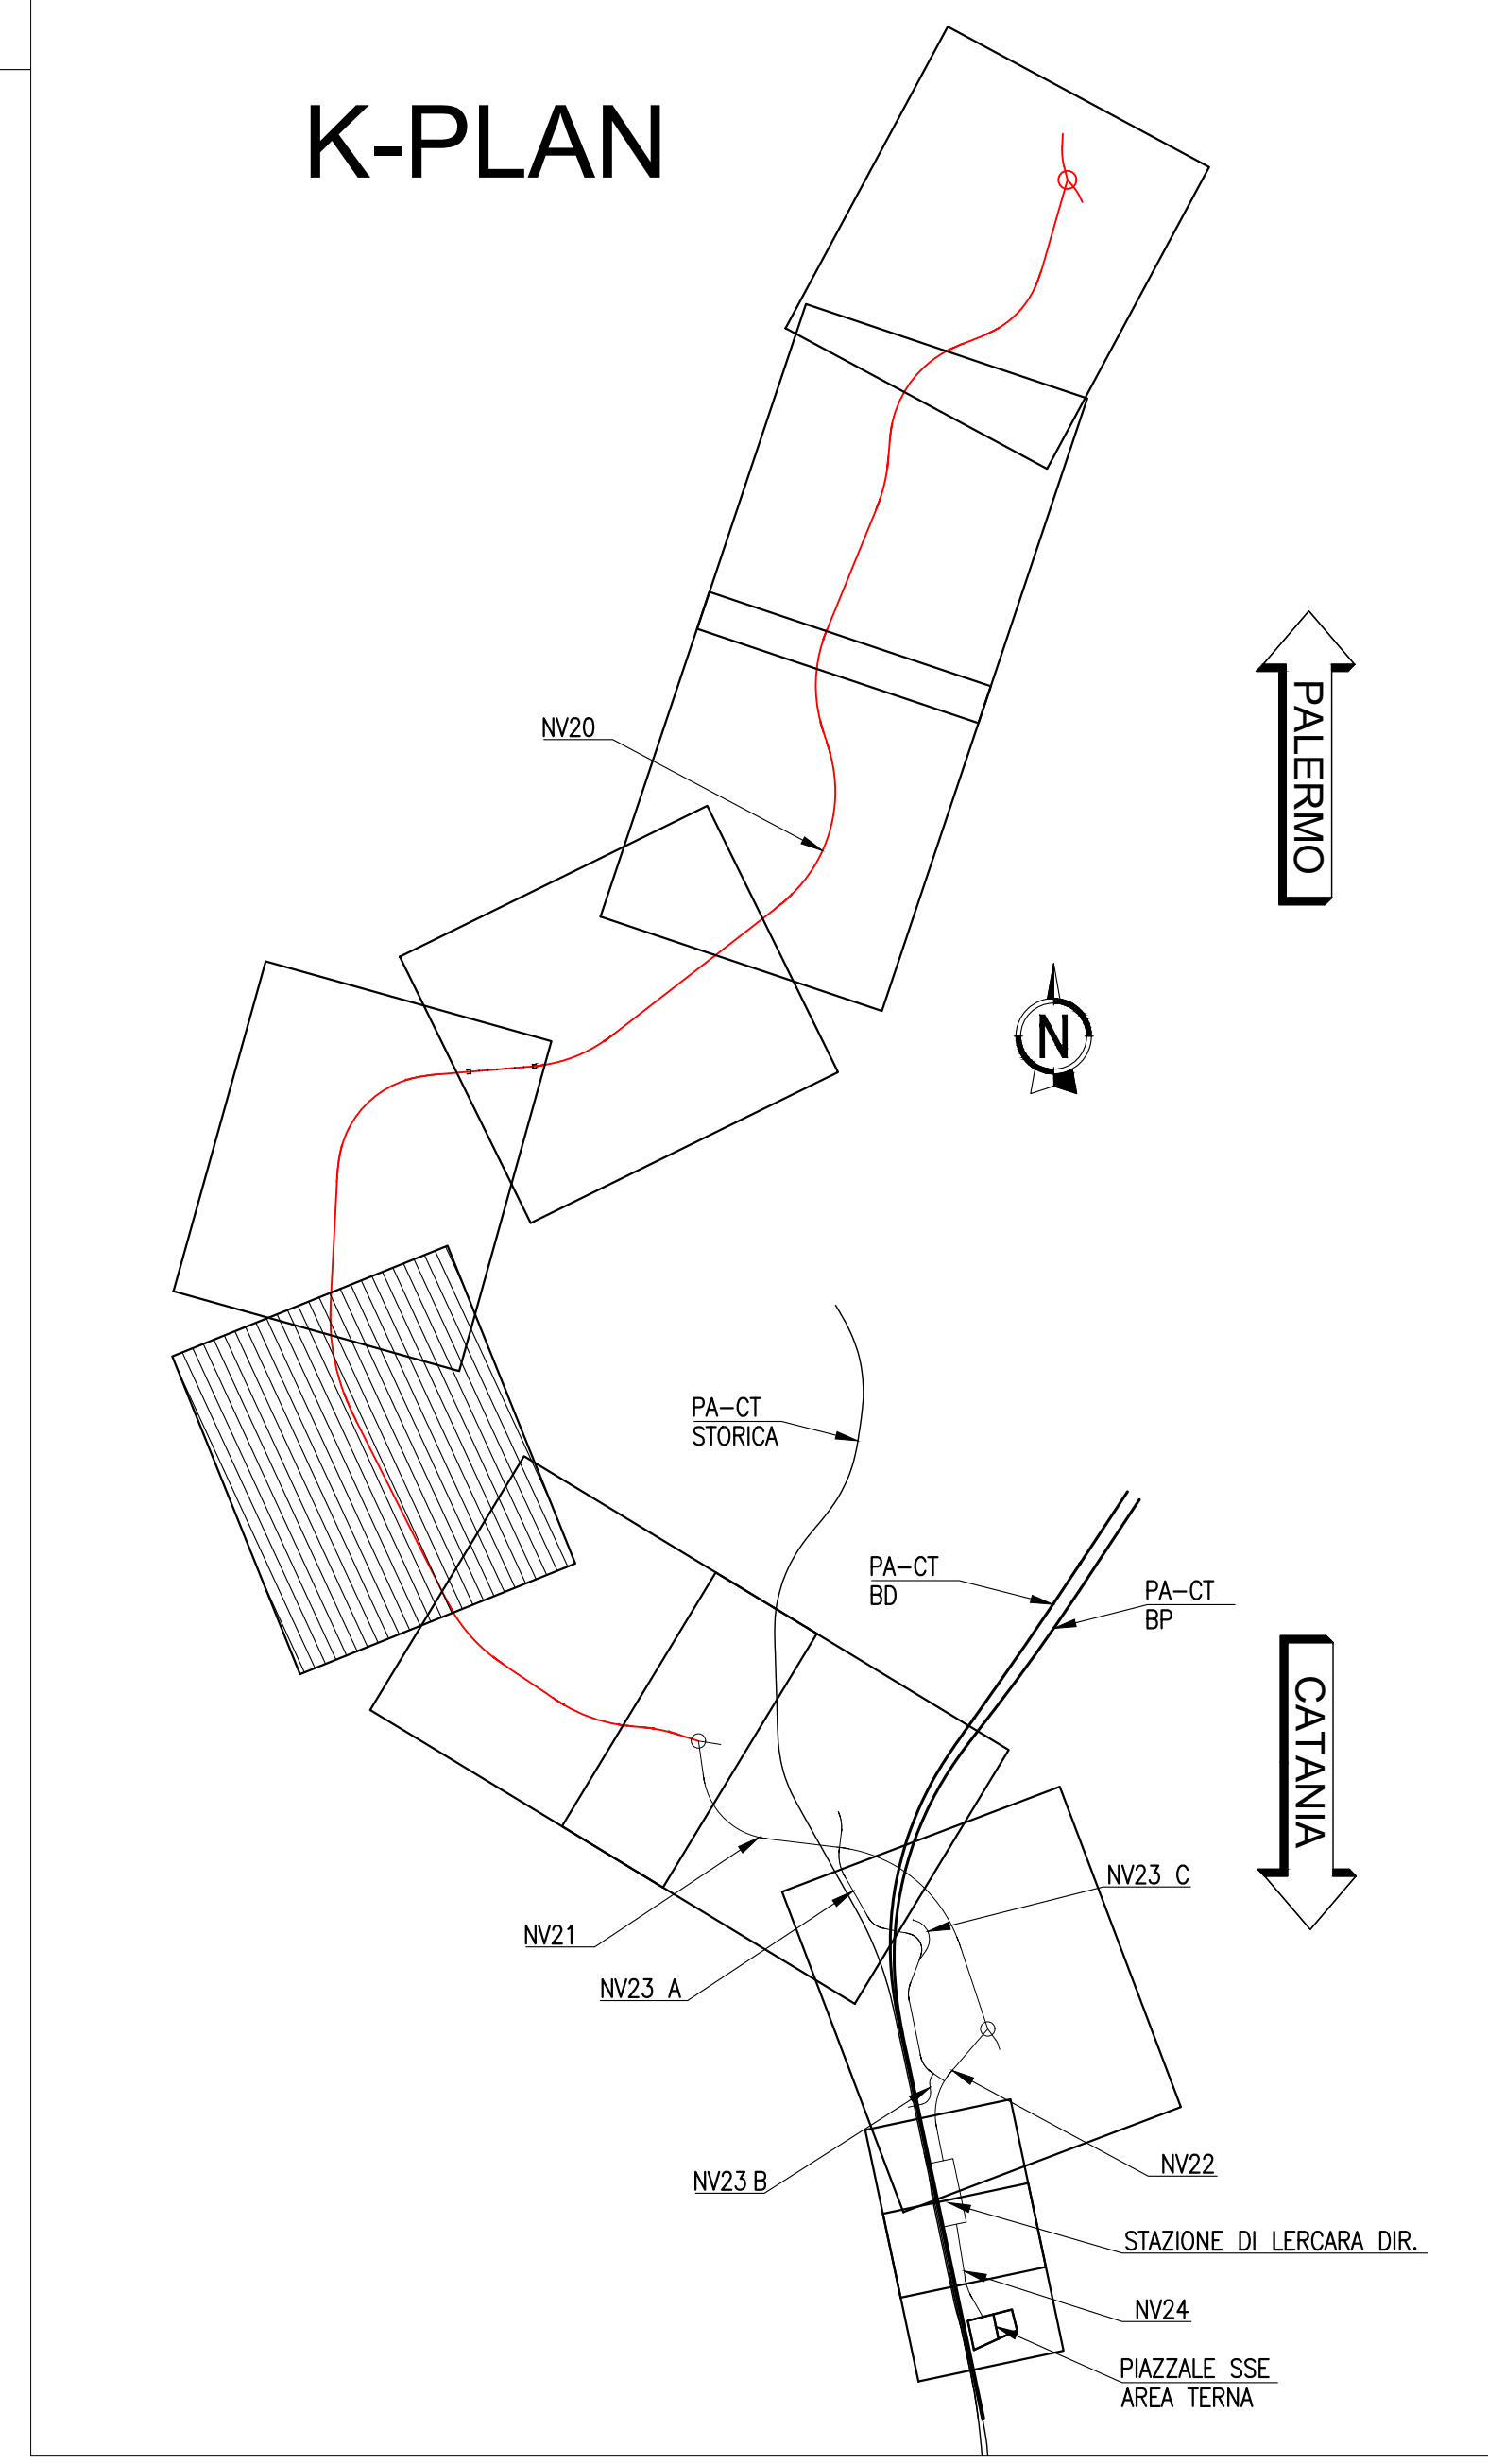 K-PLAN
PALERMO
NV20
N
PA-CT
STORICA
PA-CT
BD
PA-CT
BP
CATANIA
NV23 C
NV21
NV23 A
NV22
NV23 B
STAZIONE DI LERCARA DIR.
NV24
PIAZZALE SSE
AREA TERNA